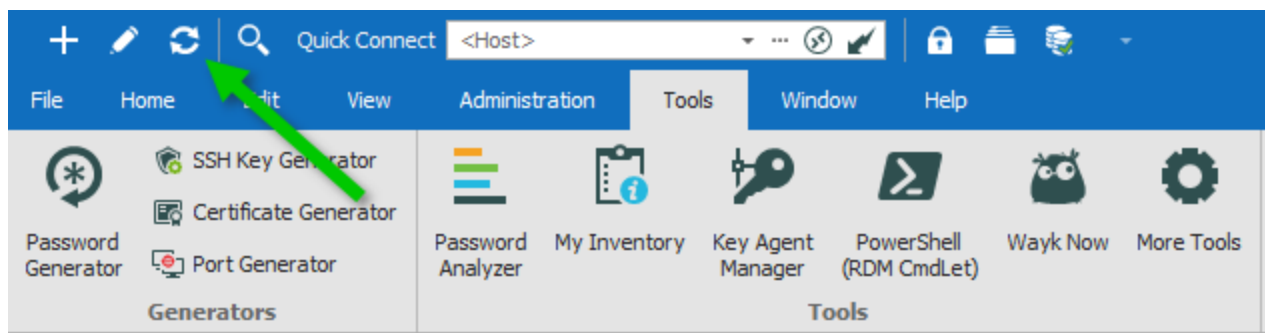 Quick Connect <Host>
File Home Edit View Administration Tools Window Help
SSH Key Generator
Certificate Generator
Port Generator
Password
Generator
Password
Analyzer
My Inventory
Key Agent
Manager
PowerShell
(RDM CmdLet)
Wayk Now
More Tools
Generators
Tools